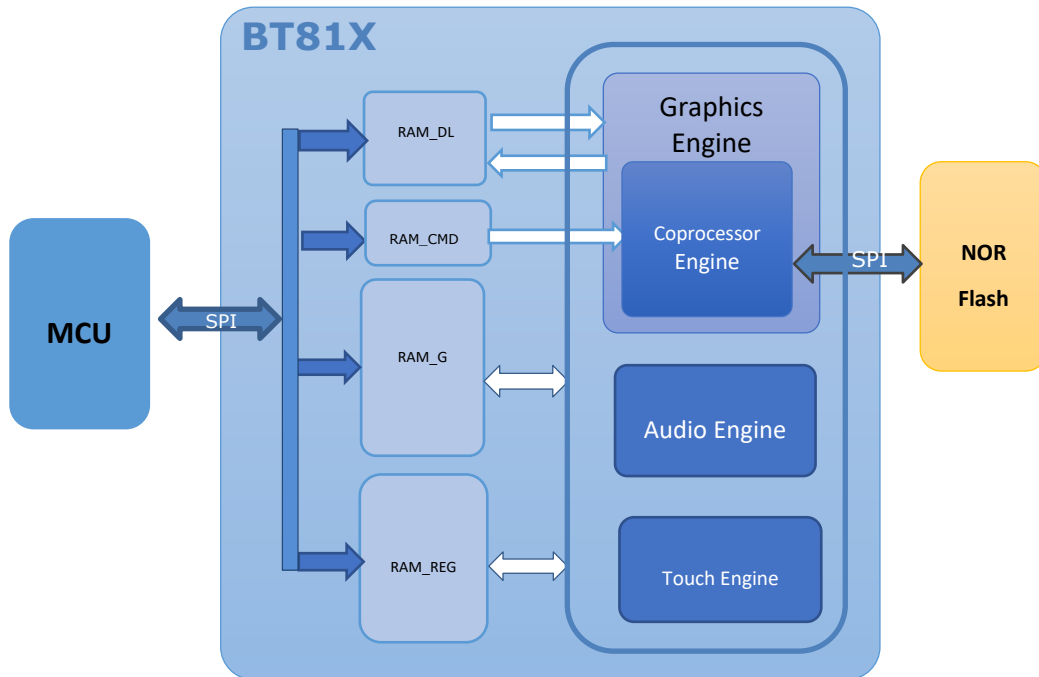 BT81X
Graphics
Engine
RAM_DL
RAM_CMD
Coprocessor
Engine
SPI
NOR
Flash
MCU
SPI
RAM_G
Audio Engine
RAM_REG
Touch Engine